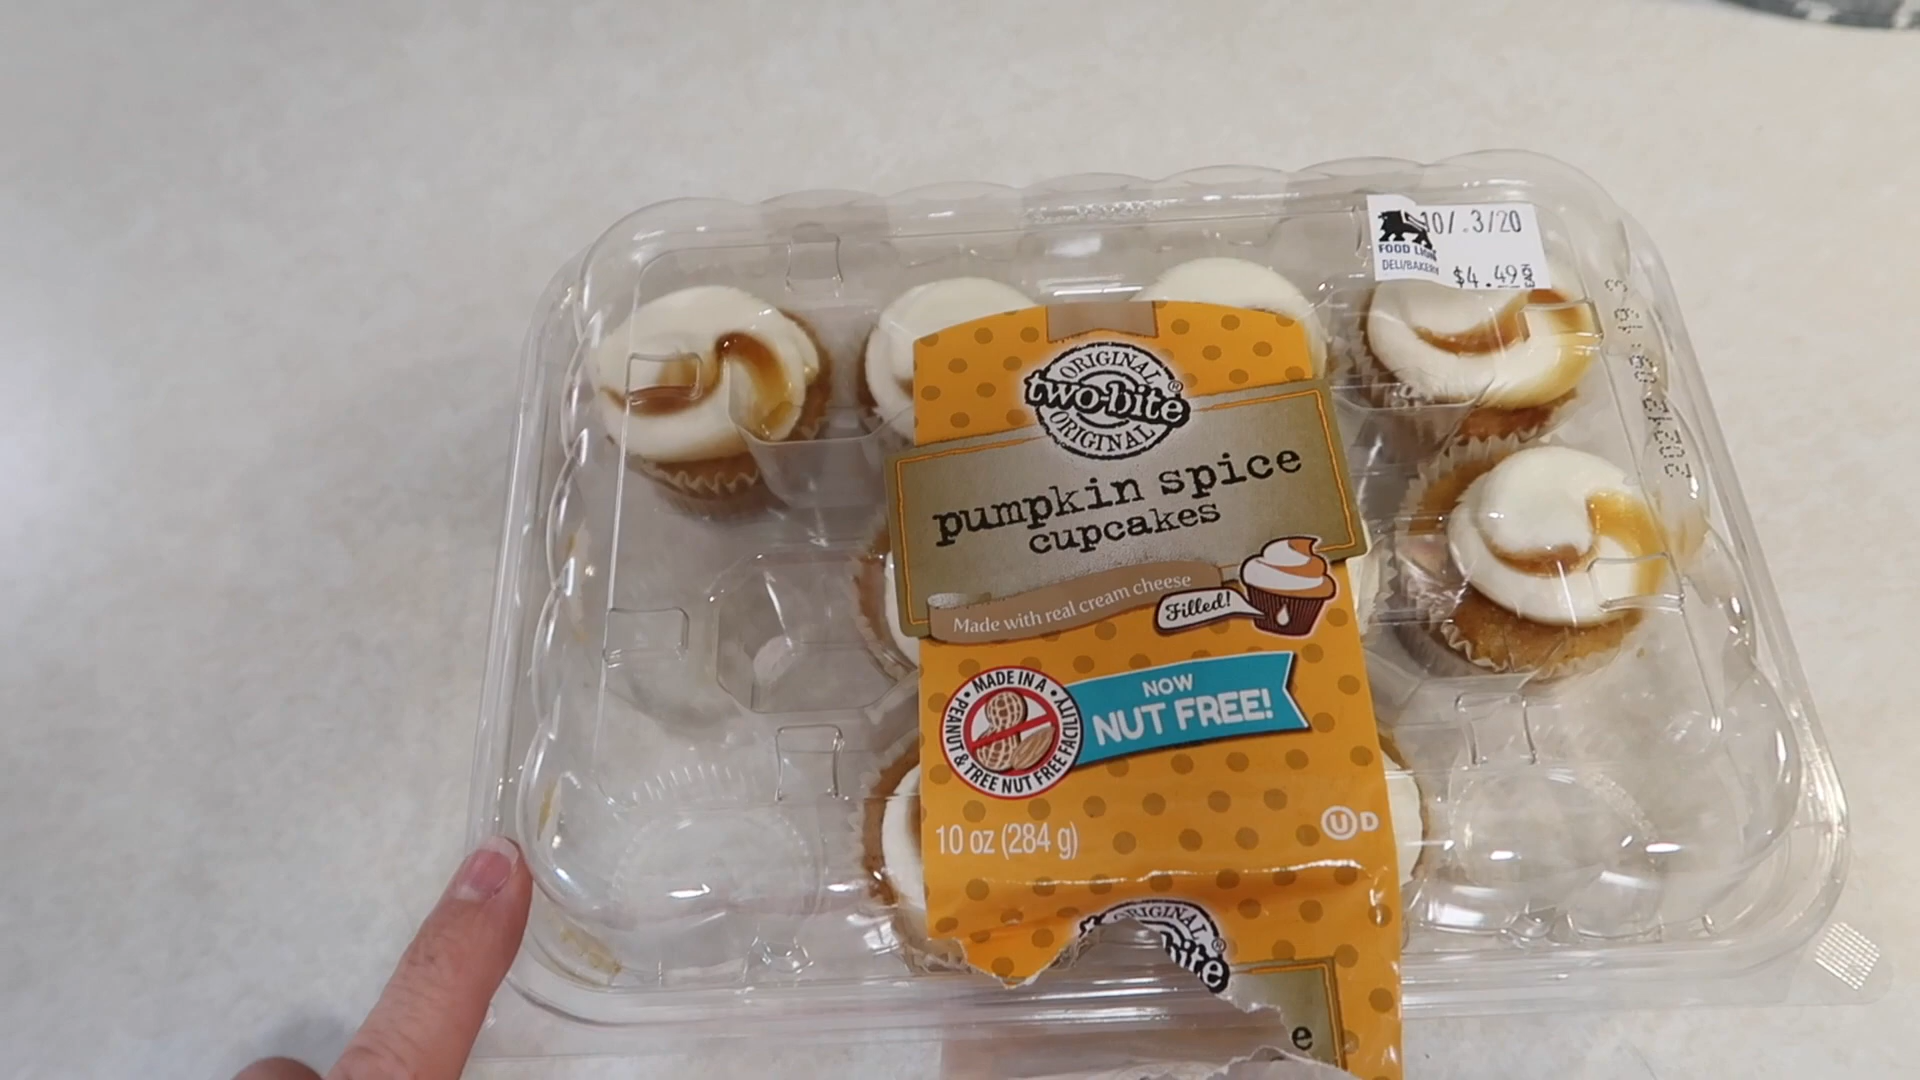 10/.3/20
FOOD LION
DELI/BAKERY
$4.49
ORIGINAL
two-bite®
ORIGINAL
pumpkin spice
cupcakes
Made with real cream cheese
Filled!
MADE IN A
PEANUT & TREE NUT FREE FACILITY
NOW
NUT FREE!
10 oz (284 g)
U D
ORIGINAL
bite®
e